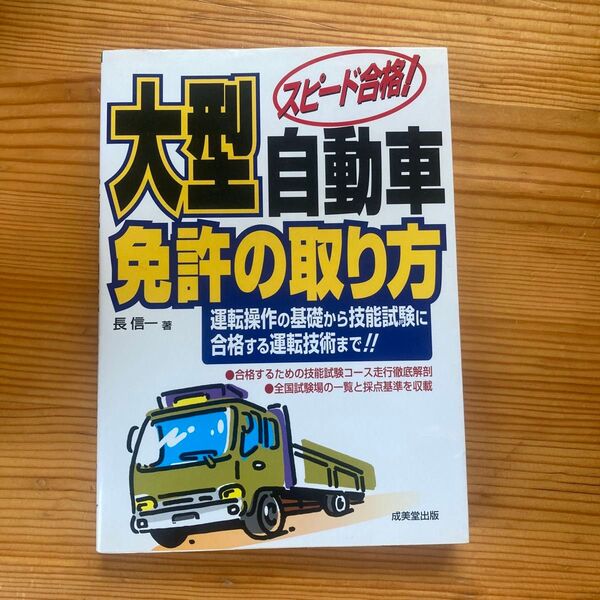 スピード合格!
大型自動車
免許の取り方
長 信一 著
運転操作の基礎から技能試験に
合格する運転技術まで!!
●合格するための技能試験コース走行徹底解剖
●全国試験場の一覧と採点基準を収載
成美堂出版